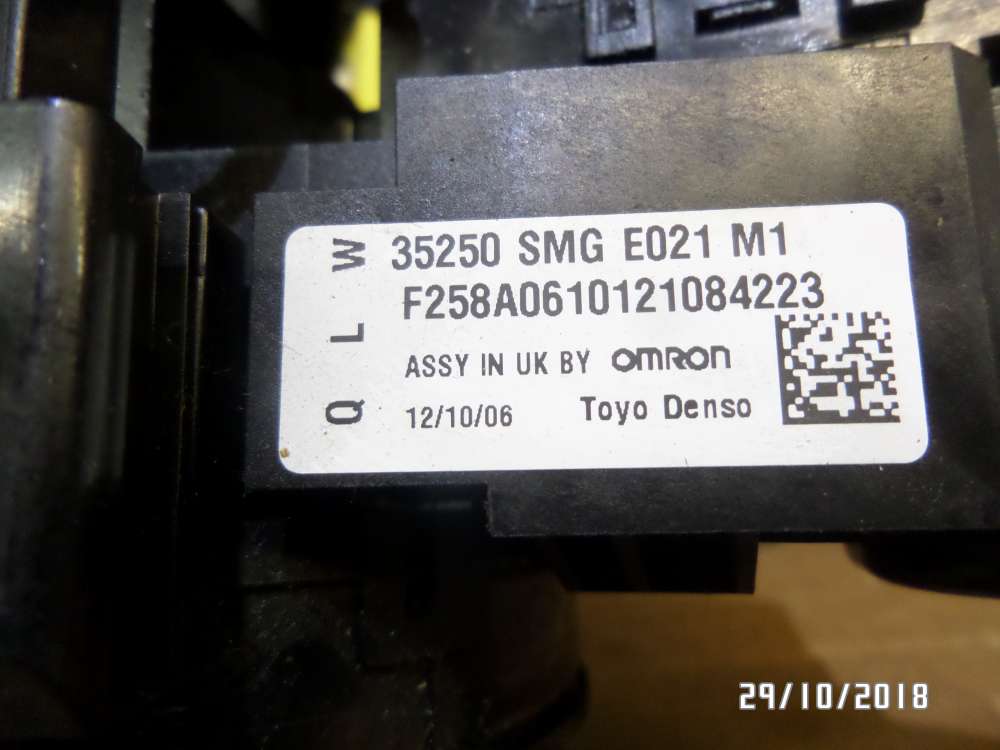 35250 SMG E021 M1
F258A0610121084223
ASSY IN UK BY OMRON
12/10/06 Toyo Denso
Q L W
29/10/2018